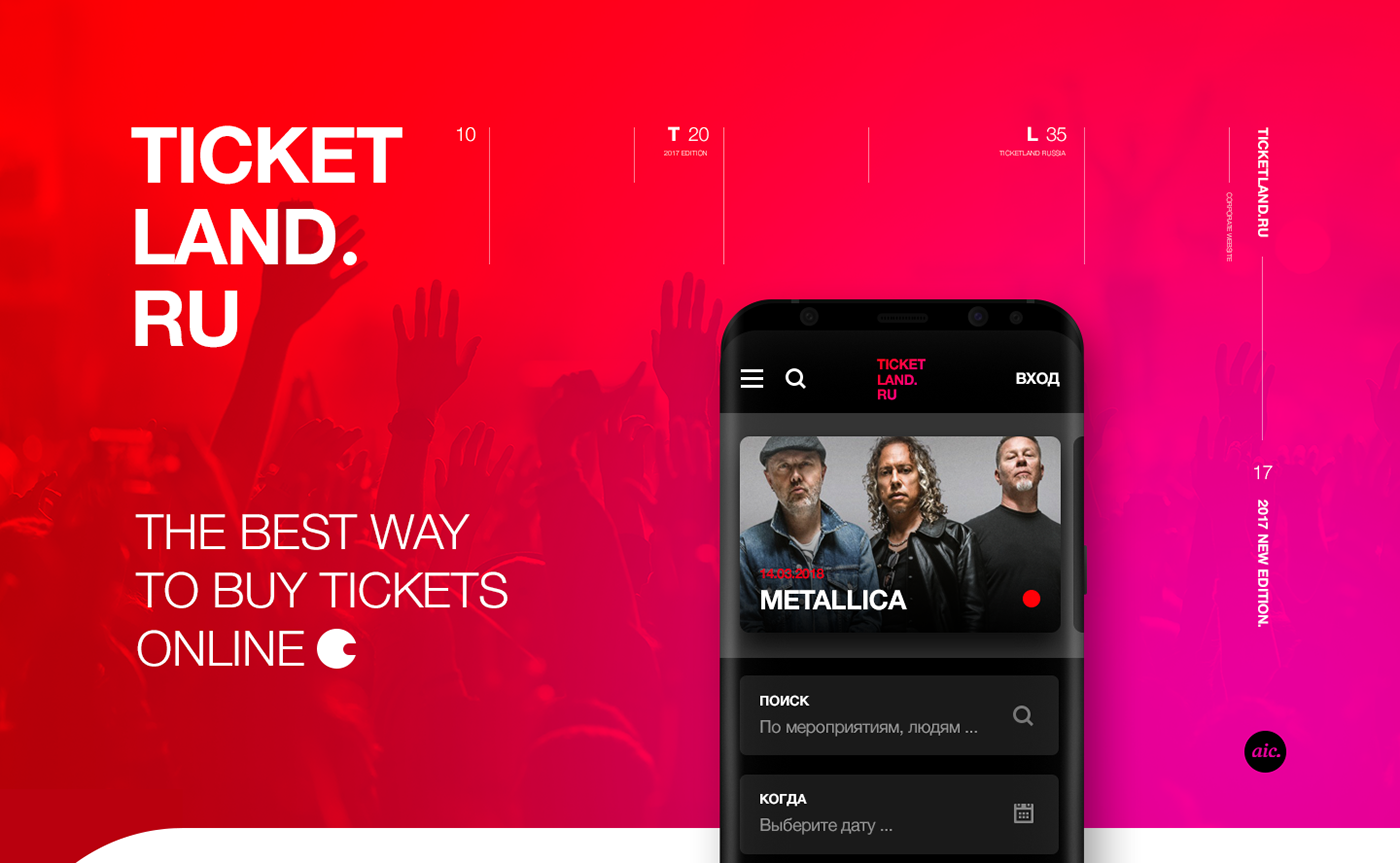 TICKET
LAND.
RU
10
T 20
2017 EDITION
L 35
TICKETLAND RUSSIA
TICKETLAND.RU
CORPORATE WEBSITE
THE BEST WAY
TO BUY TICKETS
ONLINE
TICKET
LAND.
RU
ВХОД
14.03.2018
METALLICA
ПОИСК
По мероприятиям, людям ...
КОГДА
Выберите дату ...
17
2017 NEW EDITION.
aic.